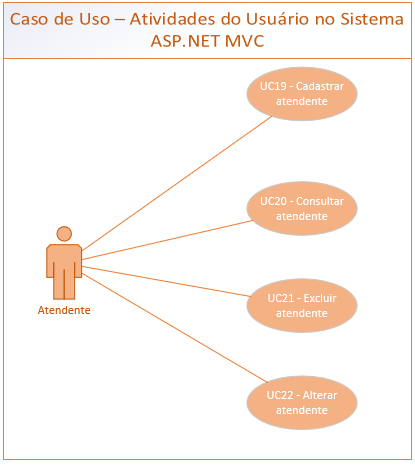 Caso de Uso – Atividades do Usuário no Sistema
ASP.NET MVC
UC19 - Cadastrar
atendente
UC20 - Consultar
atendente
Atendente
UC21 - Excluir
atendente
UC22 - Alterar
atendente